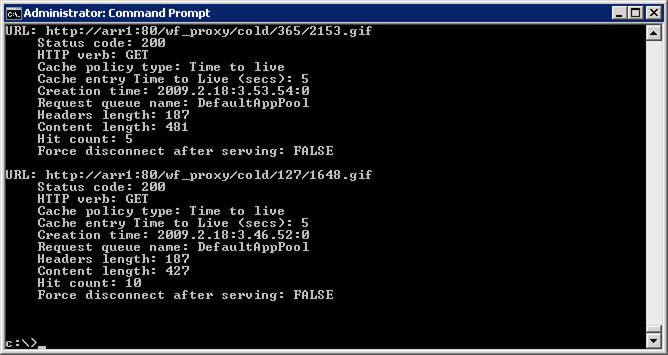 Administrator: Command Prompt
URL: http://arr1:80/wf_proxy/cold/365/2153.gif
Status code: 200
HTTP verb: GET
Cache policy type: Time to live
Cache entry Time to Live (secs): 5
Creation time: 2009.2.18:3.53.54:0
Request queue name: DefaultAppPool
Headers length: 187
Content length: 481
Hit count: 5
Force disconnect after serving: FALSE
URL: http://arr1:80/wf_proxy/cold/127/1648.gif
Status code: 200
HTTP verb: GET
Cache policy type: Time to live
Cache entry Time to Live (secs): 5
Creation time: 2009.2.18:3.46.52:0
Request queue name: DefaultAppPool
Headers length: 187
Content length: 427
Hit count: 10
Force disconnect after serving: FALSE
c:\>_